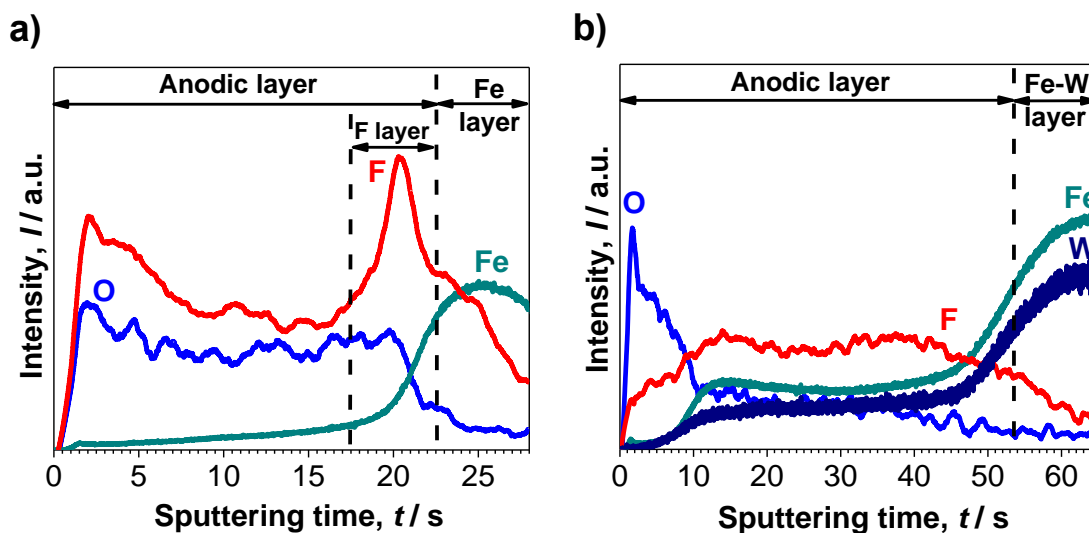 a)
Anodic layer
Fe
layer
F layer
F
O
Fe
Intensity, I / a.u.
0 5 10 15 20 25
Sputtering time, t / s
b)
Anodic layer
Fe-W
layer
O
Fe
W
F
Intensity, I / a.u.
0 10 20 30 40 50 60
Sputtering time, t / s